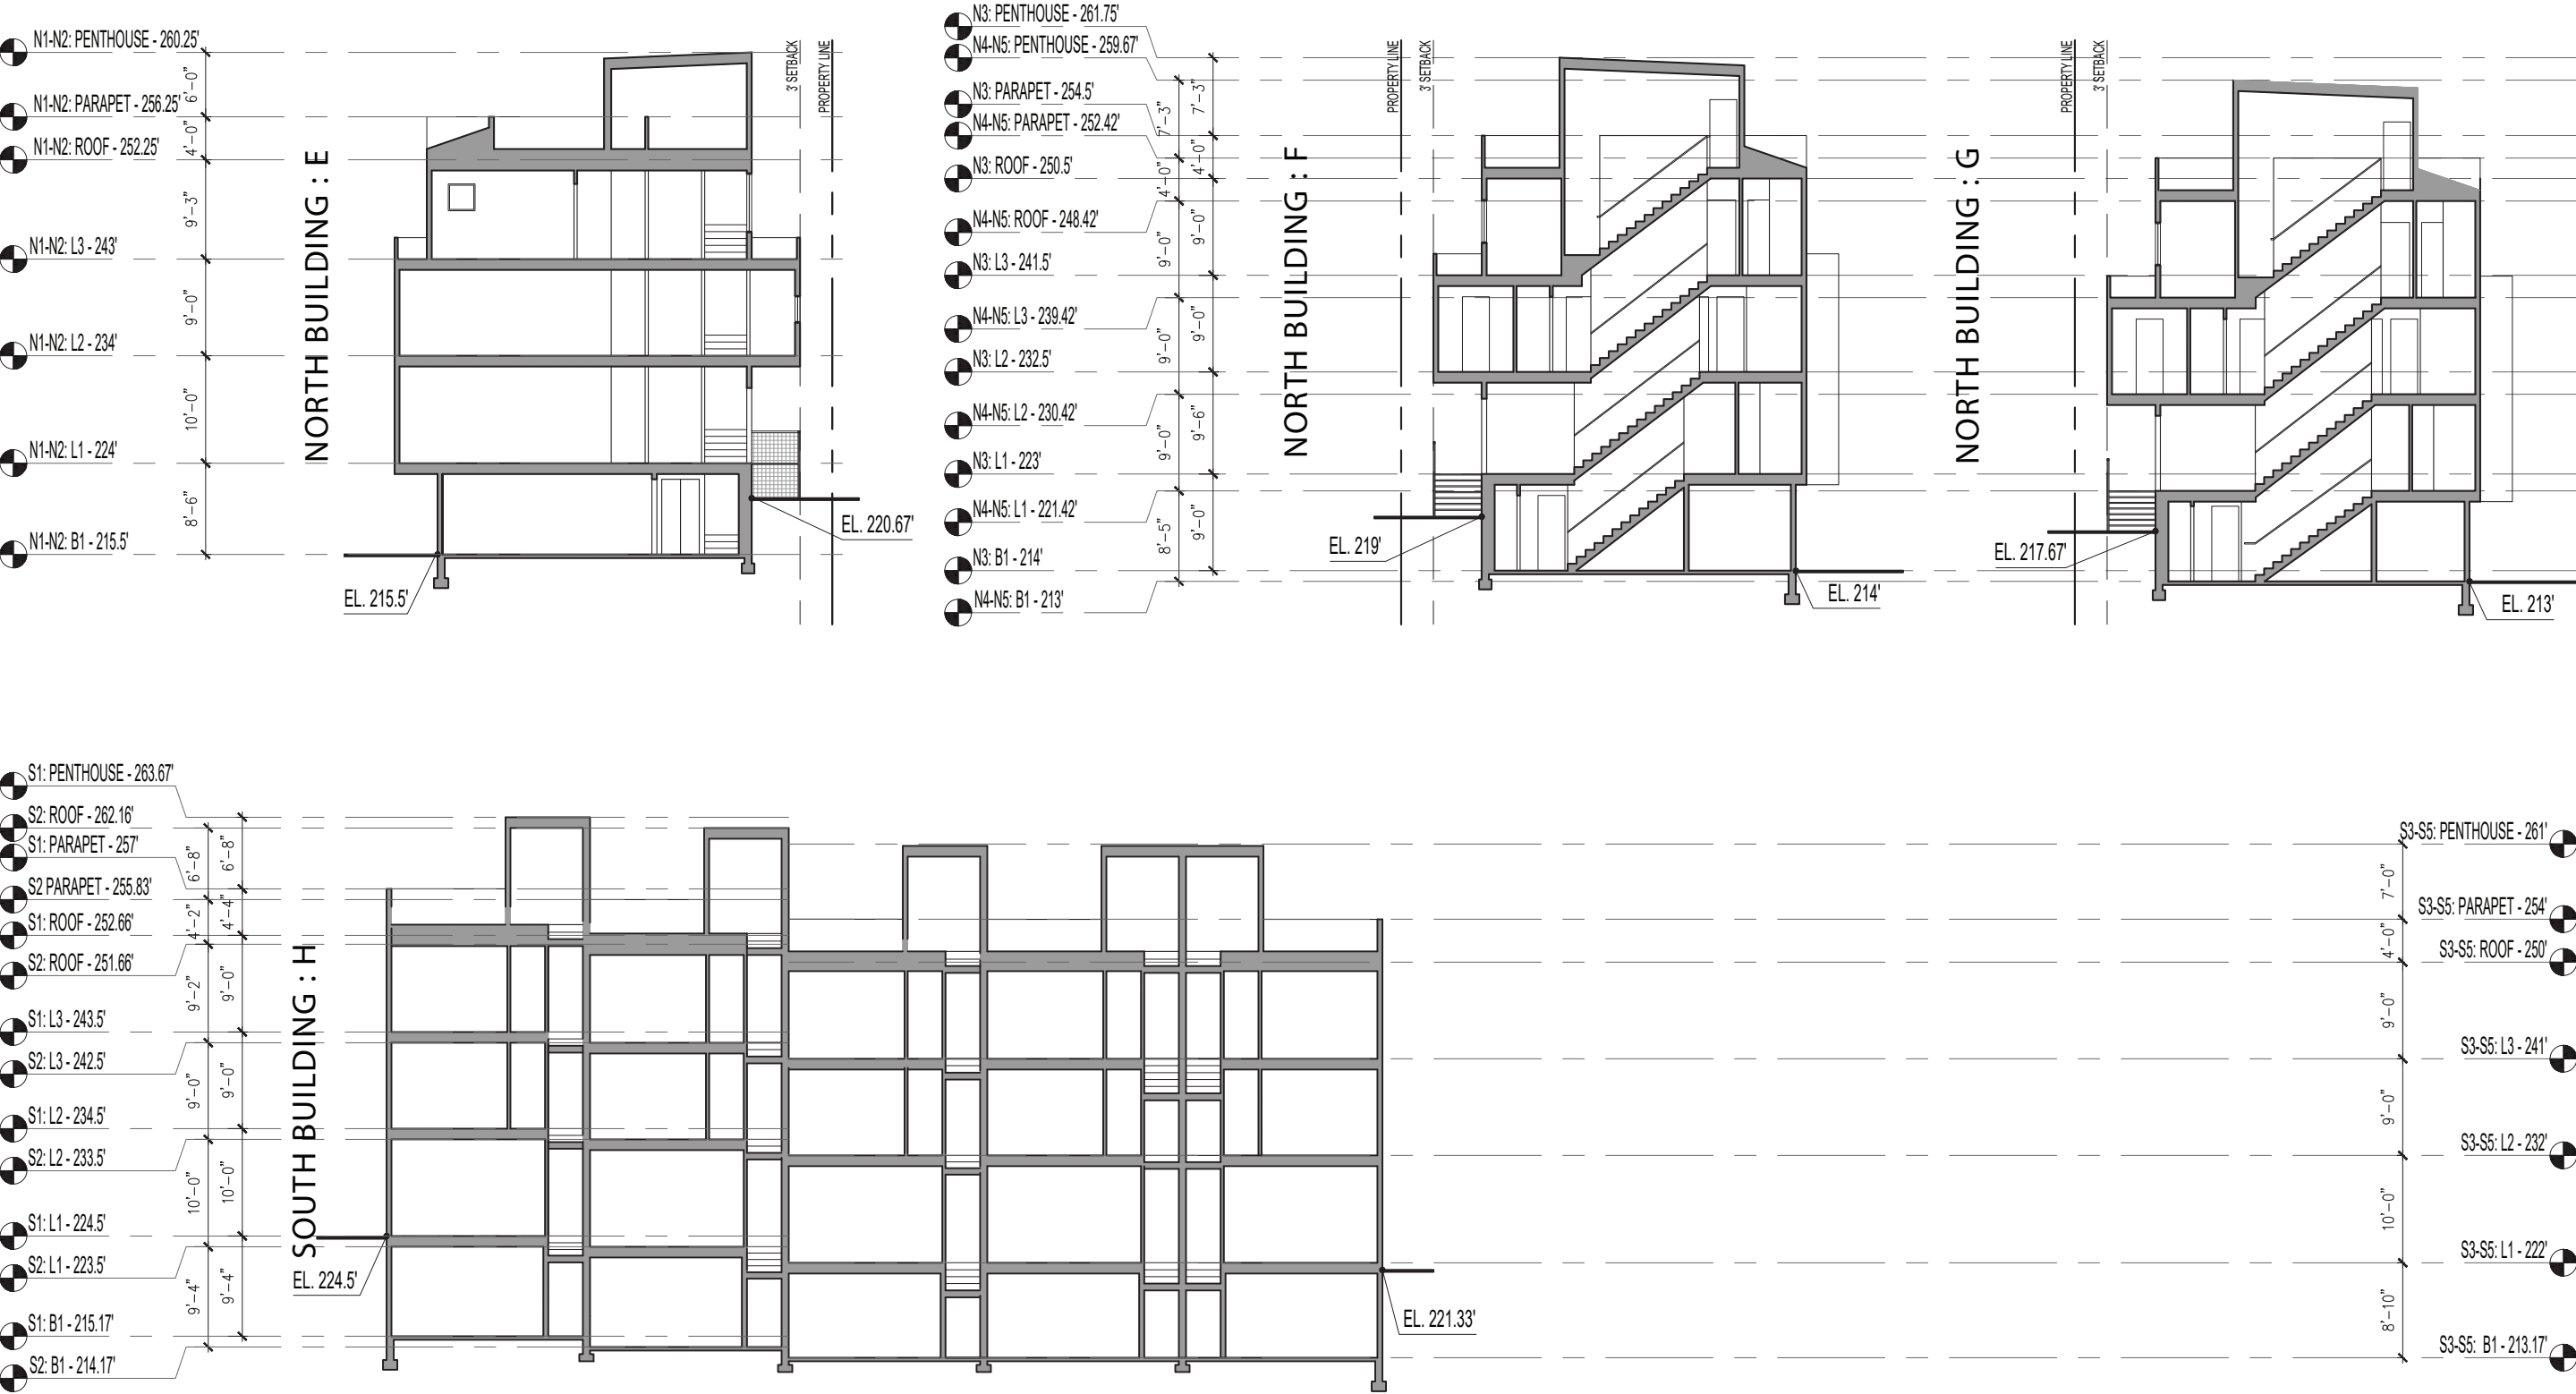 N1-N2: PENTHOUSE - 260.25'
N1-N2: PARAPET - 256.25'
N1-N2: ROOF - 252.25'
N1-N2: L3 - 243'
N1-N2: L2 - 234'
N1-N2: L1 - 224'
N1-N2: B1 - 215.5'
6'-0"
4'-0"
9'-3"
9'-0"
10'-0"
8'-6"
NORTH BUILDING : E
3' SETBACK
PROPERTY LINE
EL. 220.67'
EL. 215.5'
N3: PENTHOUSE - 261.75'
N4-N5: PENTHOUSE - 259.67'
N3: PARAPET - 254.5'
N4-N5: PARAPET - 252.42'
N3: ROOF - 250.5'
N4-N5: ROOF - 248.42'
N3: L3 - 241.5'
N4-N5: L3 - 239.42'
N3: L2 - 232.5'
N4-N5: L2 - 230.42'
N3: L1 - 223'
N4-N5: L1 - 221.42'
N3: B1 - 214'
N4-N5: B1 - 213'
7'-3"
4'-0"
9'-0"
9'-0"
9'-0"
8'-5"
7'-3"
4'-0"
9'-0"
9'-0"
9'-6"
9'-0"
NORTH BUILDING : F
PROPERTY LINE
3' SETBACK
EL. 219'
EL. 214'
NORTH BUILDING : G
PROPERTY LINE
3' SETBACK
EL. 217.67'
EL. 213'
S1: PENTHOUSE - 263.67'
S2: ROOF - 262.16'
S1: PARAPET - 257'
S2 PARAPET - 255.83'
S1: ROOF - 252.66'
S2: ROOF - 251.66'
S1: L3 - 243.5'
S2: L3 - 242.5'
S1: L2 - 234.5'
S2: L2 - 233.5'
S1: L1 - 224.5'
S2: L1 - 223.5'
S1: B1 - 215.17'
S2: B1 - 214.17'
6'-8"
4'-2"
9'-2"
9'-0"
10'-0"
9'-4"
6'-8"
4'-4"
9'-0"
9'-0"
10'-0"
9'-4"
SOUTH BUILDING : H
EL. 224.5'
EL. 221.33'
7'-0"
4'-0"
9'-0"
9'-0"
10'-0"
8'-10"
S3-S5: PENTHOUSE - 261'
S3-S5: PARAPET - 254'
S3-S5: ROOF - 250'
S3-S5: L3 - 241'
S3-S5: L2 - 232'
S3-S5: L1 - 222'
S3-S5: B1 - 213.17'